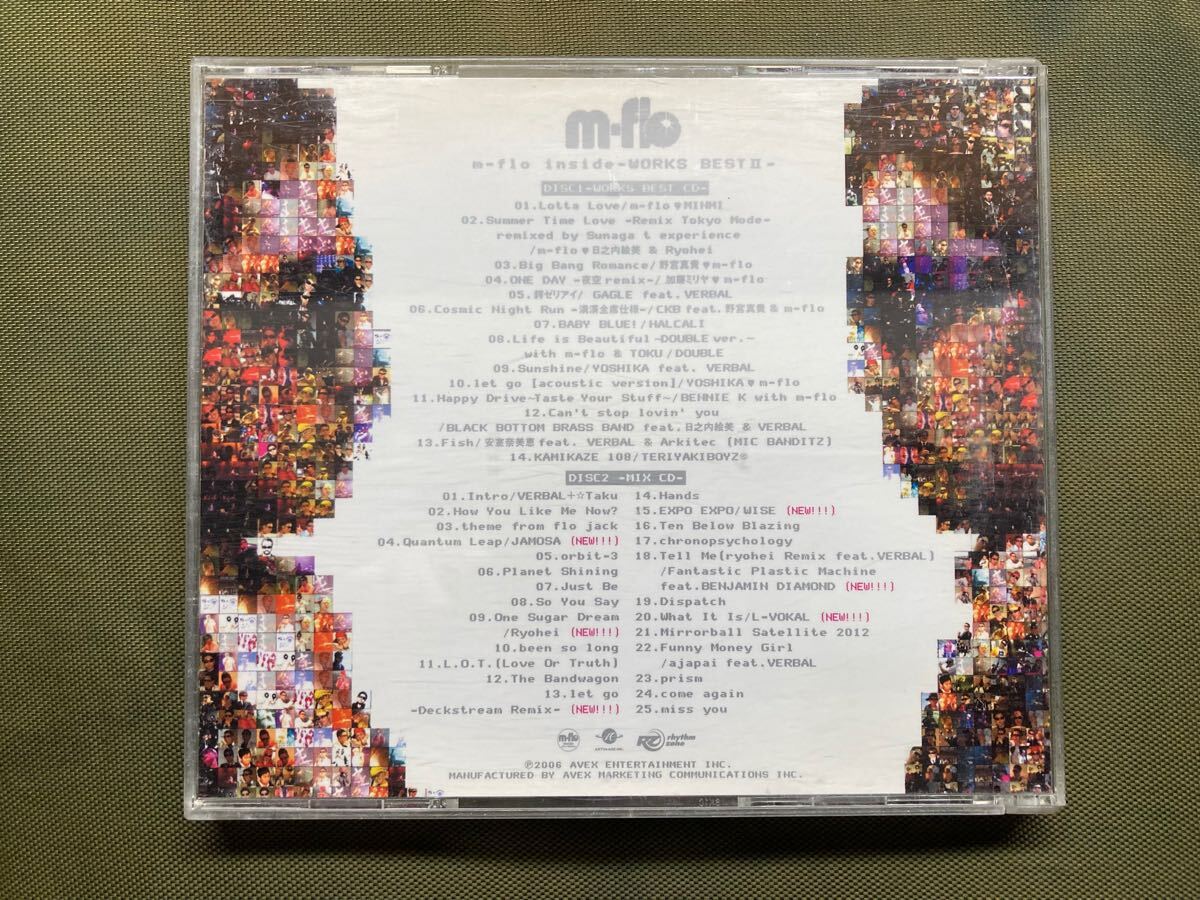 m-flo
m-flo inside-WORKS BEST II-
DISC1-WORKS BEST CD-
01.Lotta Love/m-flo♥MINMI
02.Summer Time Love -Remix Tokyo Mode-
remixed by Sunaga t experience
/m-flo♥日之内絵美 & Ryohei
03.Big Bang Romance/野宮真貴♥m-flo
04.ONE DAY -夜空remix-/加藤ミリヤ♥m-flo
05.舌ゼリアイ/ GAGLE feat.VERBAL
06.Cosmic Night Run -満漢全席仕様-/CKB feat.野宮真貴 & m-flo
07.BABY BLUE!/HALCALI
08.Life is Beautiful ~DOUBLE ver.~
with m-flo & TOKU/DOUBLE
09.Sunshine/YOSHIKA feat. VERBAL
10.let go [acoustic version]/YOSHIKA♥m-flo
11.Happy Drive~Taste Your Stuff~/BENNIE K with m-flo
12.Can't stop lovin' you
/BLACK BOTTOM BRASS BAND feat.日之内絵美 & VERBAL
13.Fish/安室奈美恵feat. VERBAL & Arkitec (MIC BANDITZ)
14.KAMIKAZE 108/TERIYAKIBOYZ®
DISC2 -MIX CD-
01.Intro/VERBAL+☆Taku
02.How You Like Me Now?
03.theme from flo jack
04.Quantum Leap/JAMOSA (NEW!!!)
05.orbit-3
06.Planet Shining
07.Just Be
08.So You Say
09.One Sugar Dream
/Ryohei (NEW!!!)
10.been so long
11.L.O.T.(Love Or Truth)
12.The Bandwagon
13.let go
-Deckstream Remix- (NEW!!!)
14.Hands
15.EXPO EXPO/WISE (NEW!!!)
16.Ten Below Blazing
17.chronopsychology
18.Tell Me(ryohei Remix feat.VERBAL)
/Fantastic Plastic Machine
feat.BENJAMIN DIAMOND (NEW!!!)
19.Dispatch
20.What It Is/L-VOKAL (NEW!!!)
21.Mirrorball Satellite 2012
22.Funny Money Girl
/ajapai feat.VERBAL
23.prism
24.come again
25.miss you
m-flo
rhythm zone
℗2006 AVEX ENTERTAINMENT INC.
MANUFACTURED BY AVEX MARKETING COMMUNICATIONS INC.